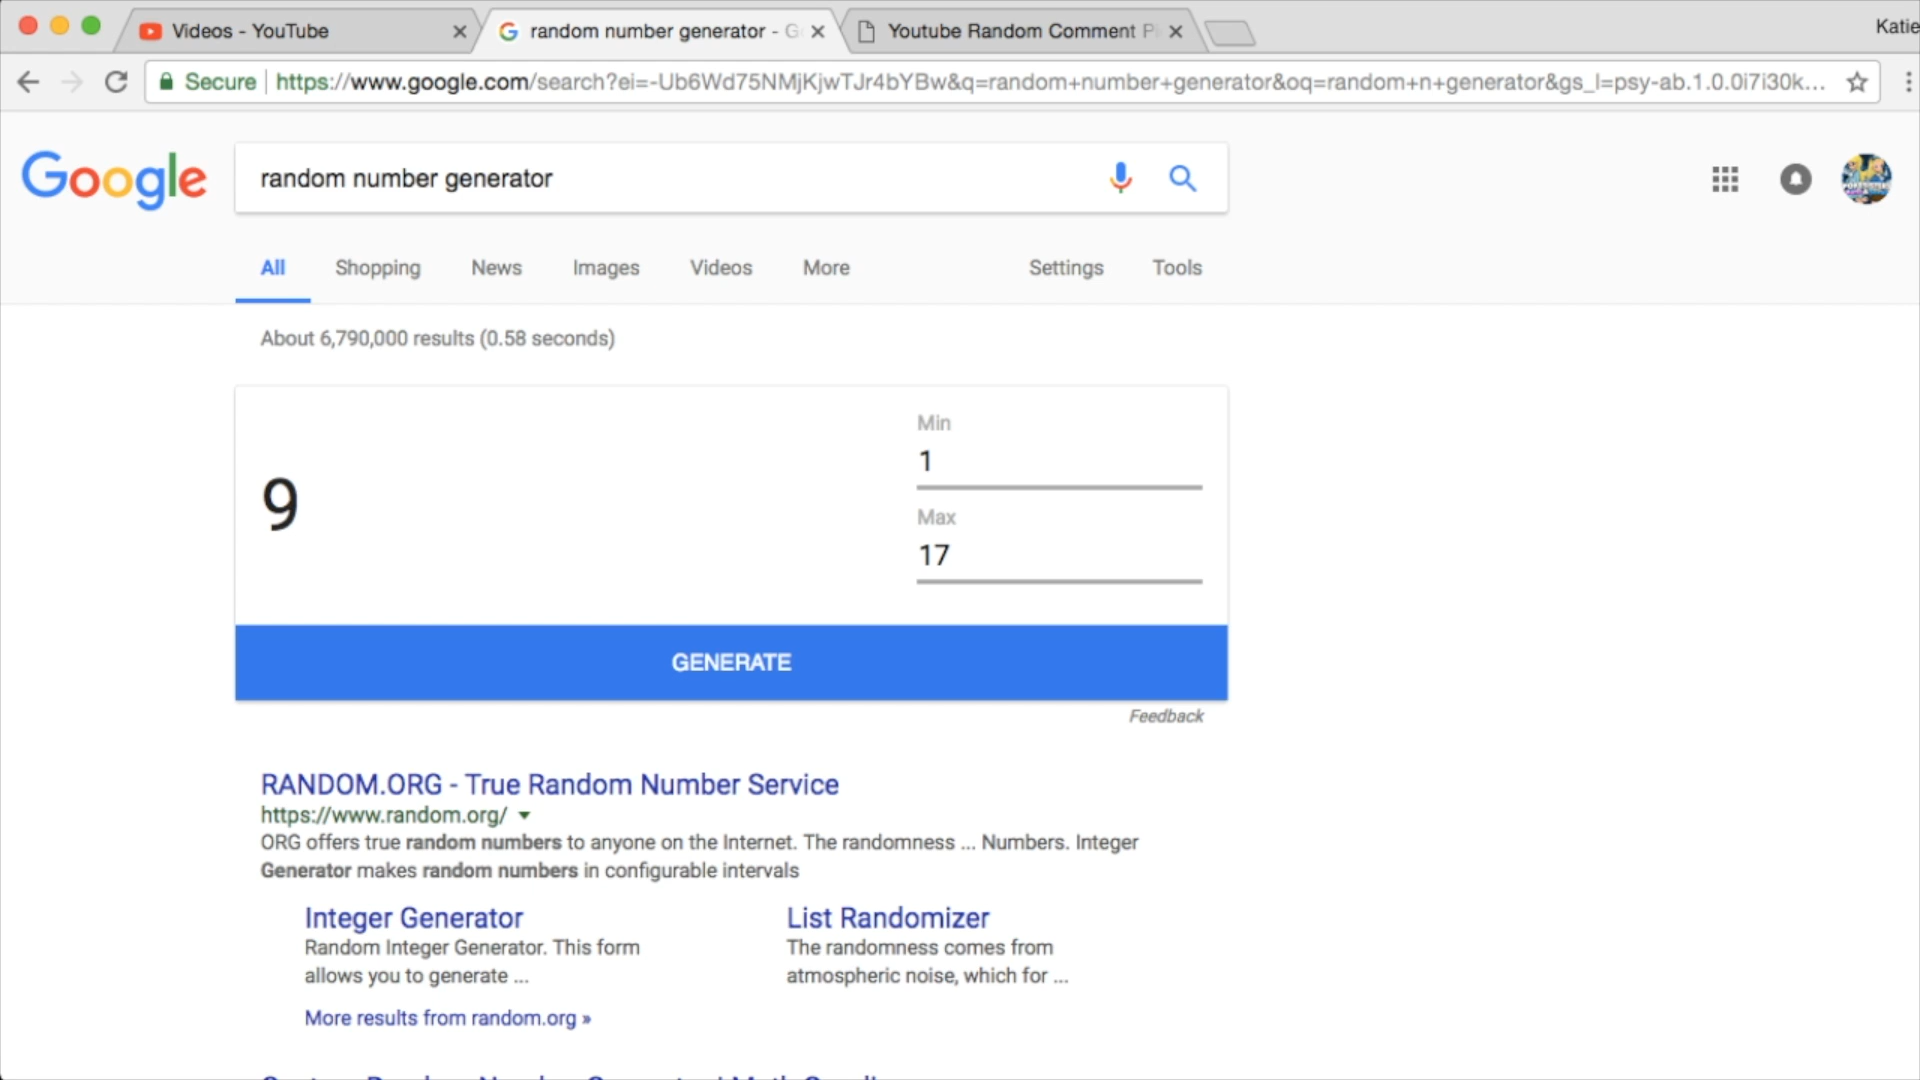 Videos - YouTube
random number generator - G
Youtube Random Comment P
Katie
Secure
https://www.google.com/search?ei=-Ub6Wd75NMjKjwTJr4bYBw&q=random+number+generator&oq=random+n+generator&gs_l=psy-ab.1.0.0i7i30k...
Google
random number generator
All
Shopping
News
Images
Videos
More
Settings
Tools
About 6,790,000 results (0.58 seconds)
9
Min
1
Max
17
GENERATE
Feedback
RANDOM.ORG - True Random Number Service
https://www.random.org/
ORG offers true random numbers to anyone on the Internet. The randomness ... Numbers. Integer
Generator makes random numbers in configurable intervals
Integer Generator
Random Integer Generator. This form
allows you to generate ...
List Randomizer
The randomness comes from
atmospheric noise, which for ...
More results from random.org »